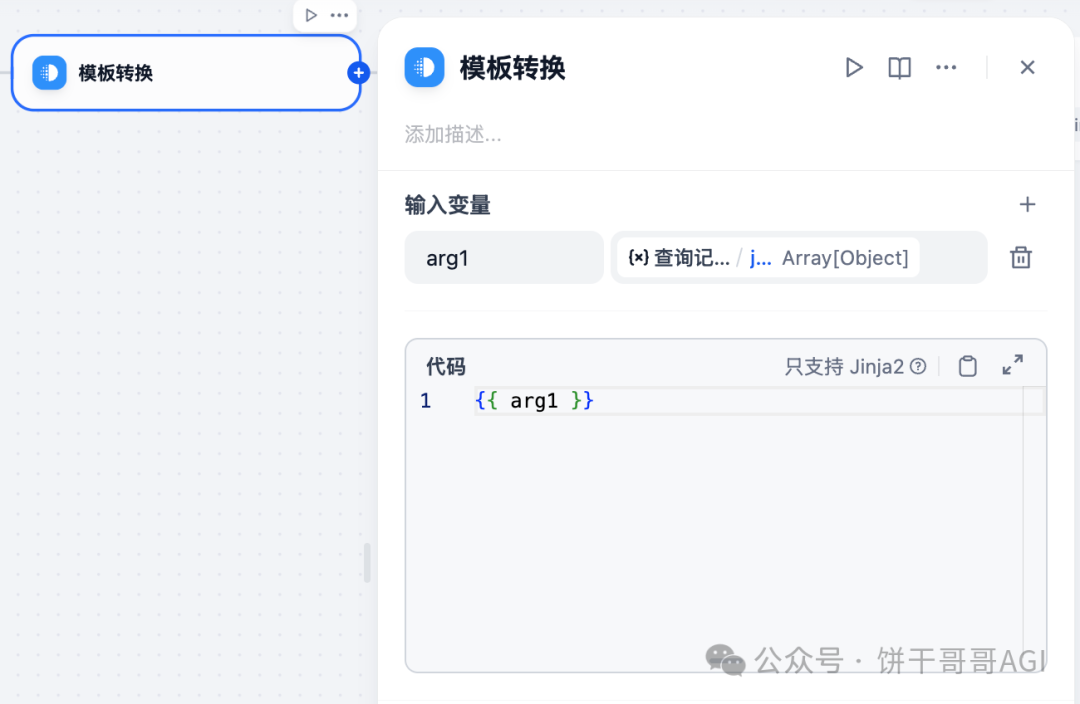 模板转换
模板转换
添加描述...
输入变量
arg1
{x} 查询记... / j... Array[Object]
代码
只支持 Jinja2
1 {{ arg1 }}
公众号 · 饼干哥哥AGI